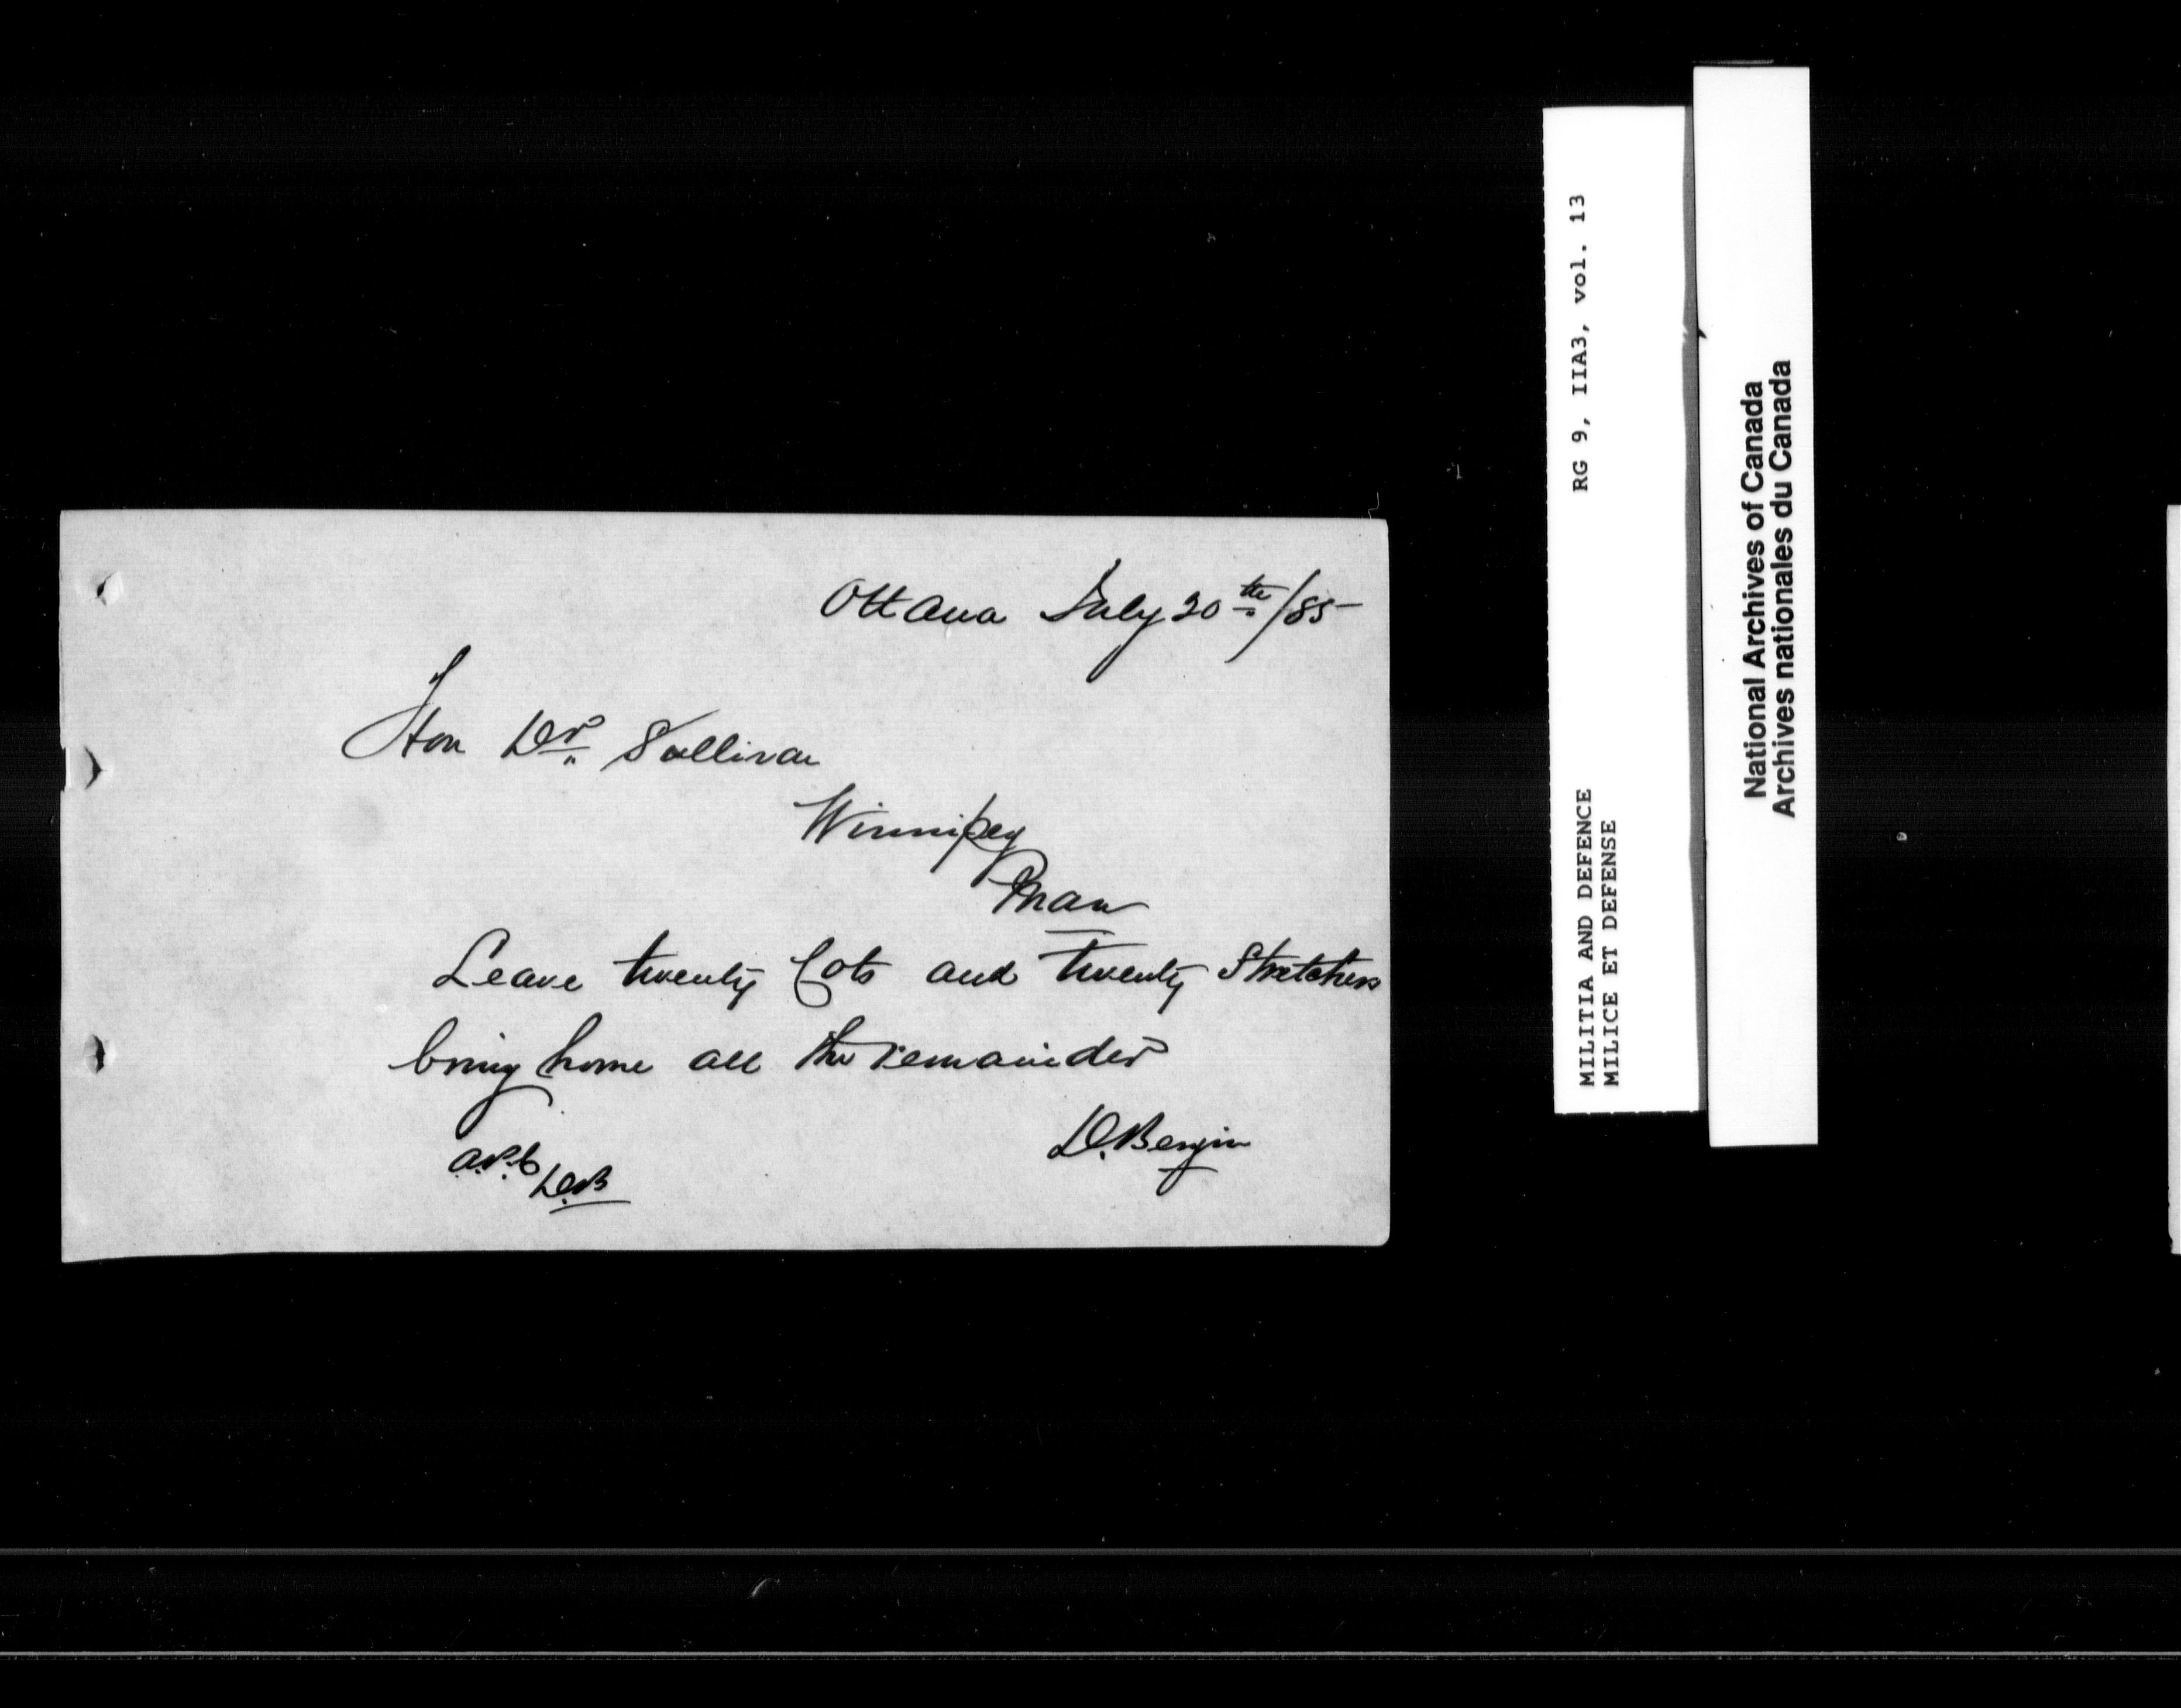 Ottawa July 20th/85
Hon Dr. Sullivan
Winnipeg
Man
Leave twenty Cots and twenty Stretchers
bring home all the remainder
D. Bergin
D.B
RG 9, IIA3, vol. 13
MILITIA AND DEFENCE
MILICE ET DEFENSE
National Archives of Canada
Archives nationales du Canada